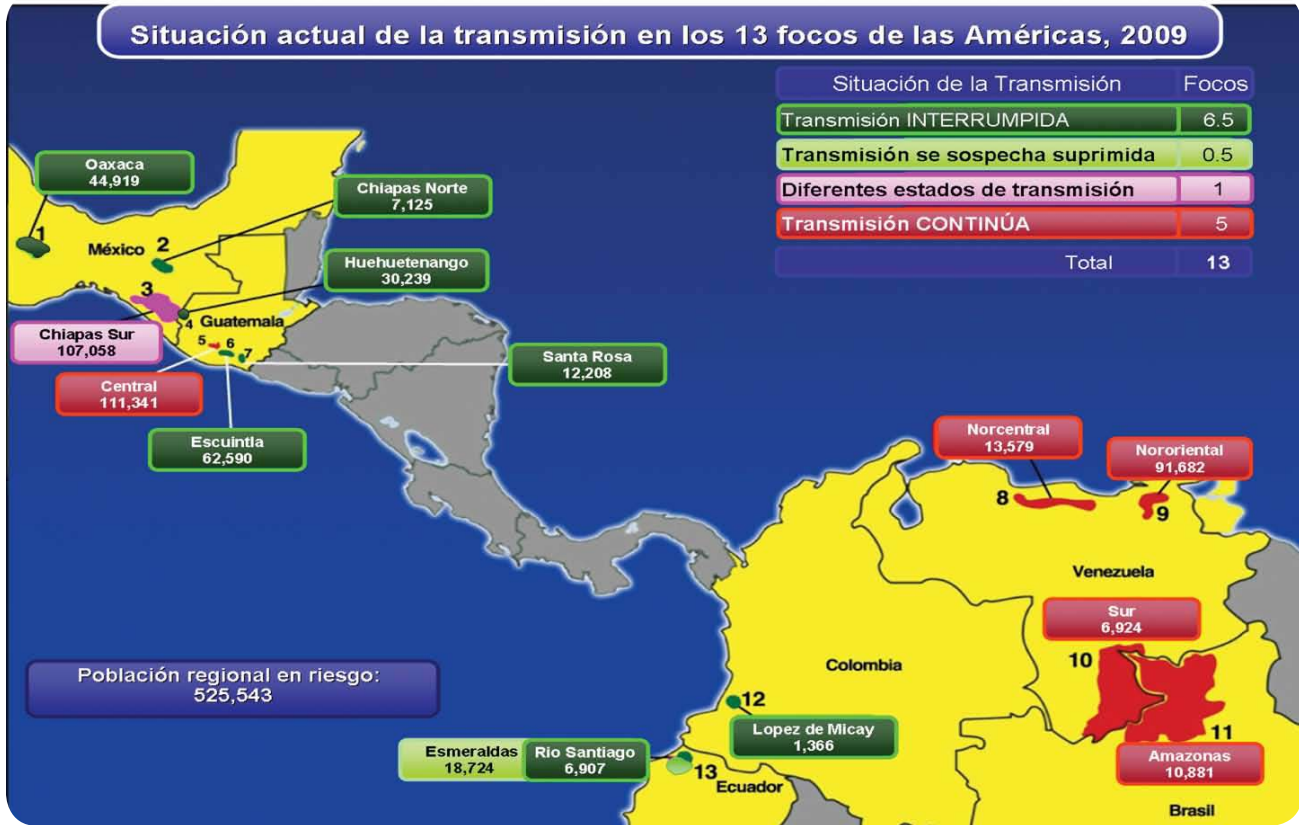 Situación actual de la transmisión en los 13 focos de las Américas, 2009
Situación de la Transmisión Focos
Transmisión INTERRUMPIDA 6.5
Transmisión se sospecha suprimida 0.5
Diferentes estados de transmisión 1
Transmisión CONTINÚA 5
Total 13
Oaxaca
44,919
Chiapas Norte
7,125
1
México
2
Huehuetenango
30,239
3
4
Guatemala
Chiapas Sur
107,058
5
6
7
Santa Rosa
12,208
Central
111,341
Escuintla
62,590
Norcentral
13,579
Nororiental
91,682
8
9
Venezuela
Sur
6,924
10
Colombia
Población regional en riesgo:
525,543
12
Lopez de Micay
1,366
11
Esmeraldas
18,724
Rio Santiago
6,907
13
Ecuador
Amazonas
10,881
Brasil